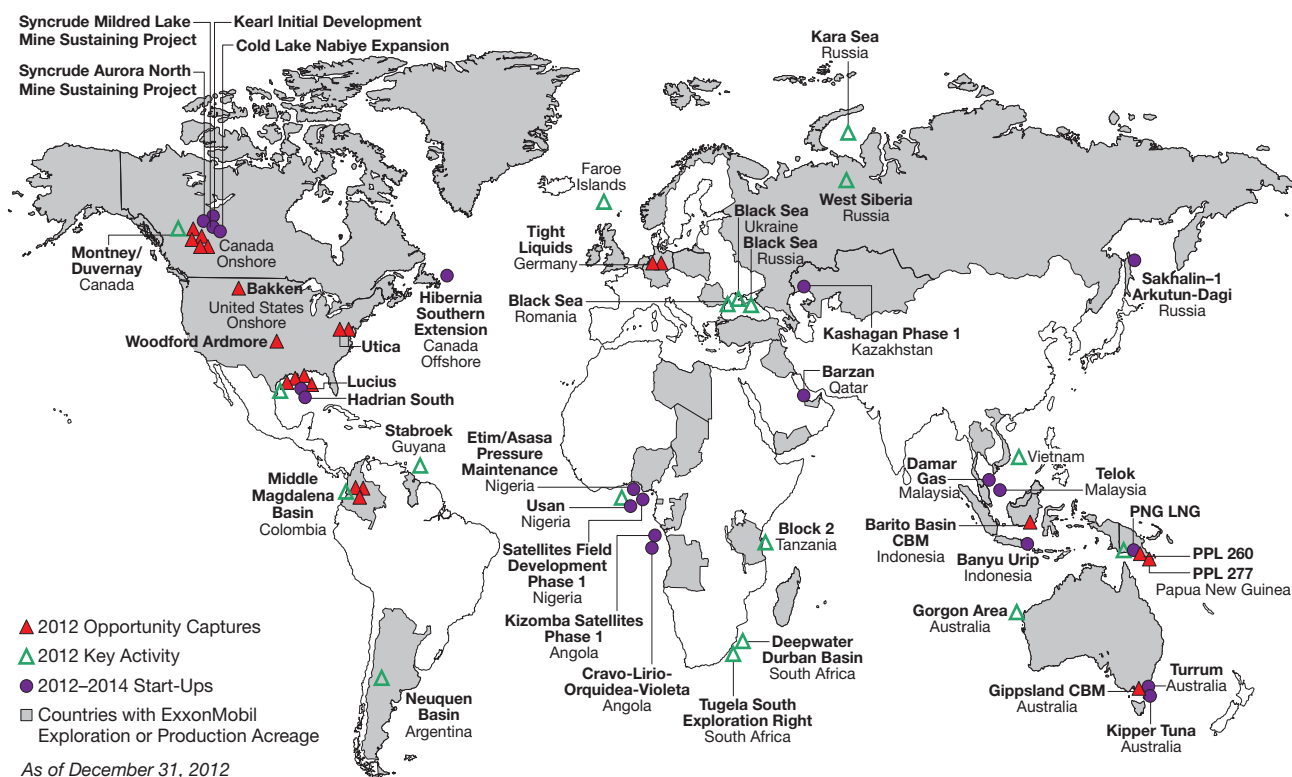 Syncrude Mildred Lake
Mine Sustaining Project
Kearl Initial Development
Cold Lake Nabiye Expansion
Syncrude Aurora North
Mine Sustaining Project
Kara Sea
Russia
Faroe
Islands
West Siberia
Russia
Black Sea
Ukraine
Black Sea
Russia
Tight
Liquids
Germany
Black Sea
Romania
Montney/
Duvernay
Canada
Canada
Onshore
Bakken
United States
Onshore
Woodford Ardmore
Utica
Hibernia
Southern
Extension
Canada
Offshore
Lucius
Hadrian South
Kashagan Phase 1
Kazakhstan
Sakhalin–1
Arkutun-Dagi
Russia
Barzan
Qatar
Stabroek
Guyana
Middle
Magdalena
Basin
Colombia
Etim/Asasa
Pressure
Maintenance
Nigeria
Usan
Nigeria
Satellites Field
Development
Phase 1
Nigeria
Kizomba Satellites
Phase 1
Angola
Cravo-Lirio-
Orquidea-Violeta
Angola
Block 2
Tanzania
Deepwater
Durban Basin
South Africa
Tugela South
Exploration Right
South Africa
Vietnam
Damar
Gas
Malaysia
Telok
Malaysia
PNG LNG
Barito Basin
CBM
Indonesia
Banyu Urip
Indonesia
PPL 260
PPL 277
Papua New Guinea
Gorgon Area
Australia
Gippsland CBM
Australia
Turrum
Australia
Kipper Tuna
Australia
Neuquen
Basin
Argentina
2012 Opportunity Captures
2012 Key Activity
2012–2014 Start-Ups
Countries with ExxonMobil
Exploration or Production Acreage
As of December 31, 2012